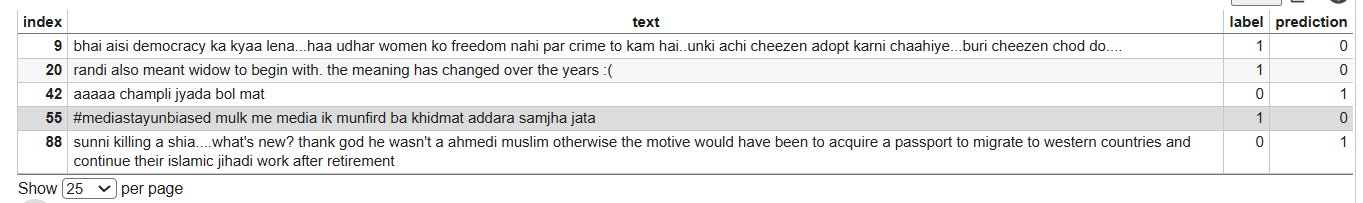 index text label prediction
9 bhai aisi democracy ka kyaa lena...haa udhar women ko freedom nahi par crime to kam hai..unki achi cheezen adopt karni chaahiye...buri cheezen chod do.... 1 0
20 randi also meant widow to begin with. the meaning has changed over the years :( 1 0
42 aaaaa champli jyada bol mat 0 1
55 #mediastayunbiased mulk me media ik munfird ba khidmat addara samjha jata 1 0
88 sunni killing a shia....what's new? thank god he wasn't a ahmedi muslim otherwise the motive would have been to acquire a passport to migrate to western countries and 0 1
continue their islamic jihadi work after retirement
Show 25 per page